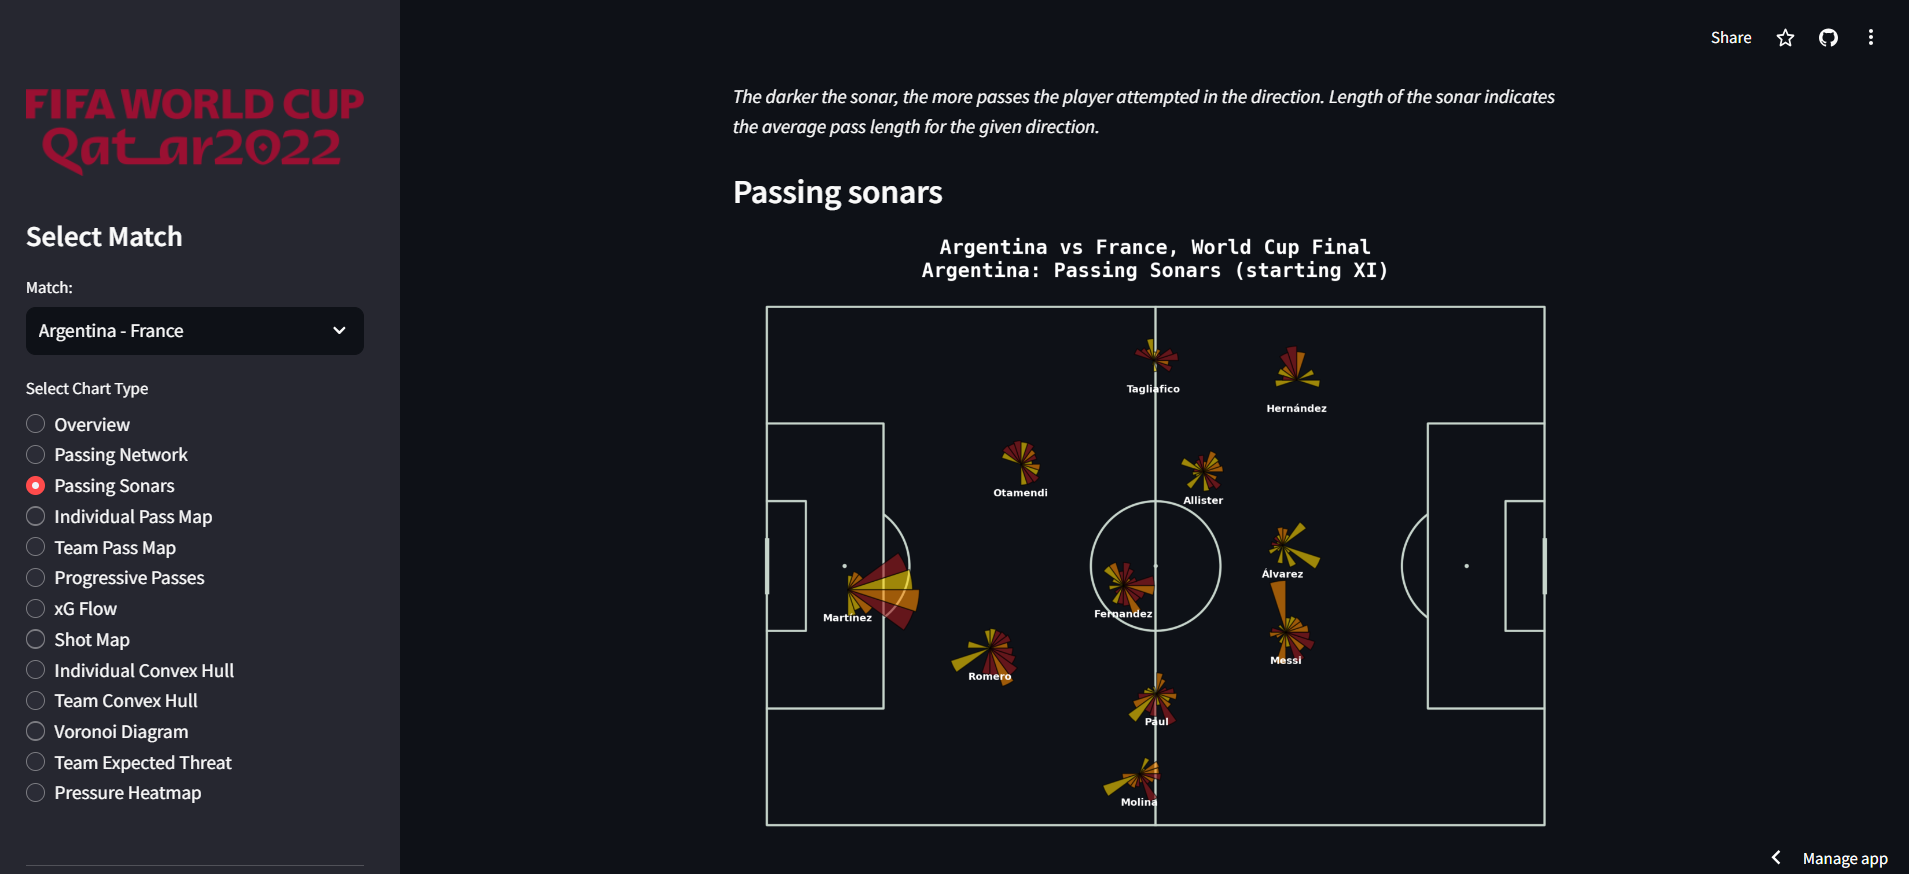 Share
FIFA WORLD CUP
Qatar2022
Select Match
Match:
Argentina - France
Select Chart Type
Overview
Passing Network
Passing Sonars
Individual Pass Map
Team Pass Map
Progressive Passes
xG Flow
Shot Map
Individual Convex Hull
Team Convex Hull
Voronoi Diagram
Team Expected Threat
Pressure Heatmap
The darker the sonar, the more passes the player attempted in the direction. Length of the sonar indicates
the average pass length for the given direction.
Passing sonars
Argentina vs France, World Cup Final
Argentina: Passing Sonars (starting XI)
Tagliafico
Hernández
Otamendi
Allister
Álvarez
Fernandez
Martínez
Messi
Romero
Paul
Molina
Manage app